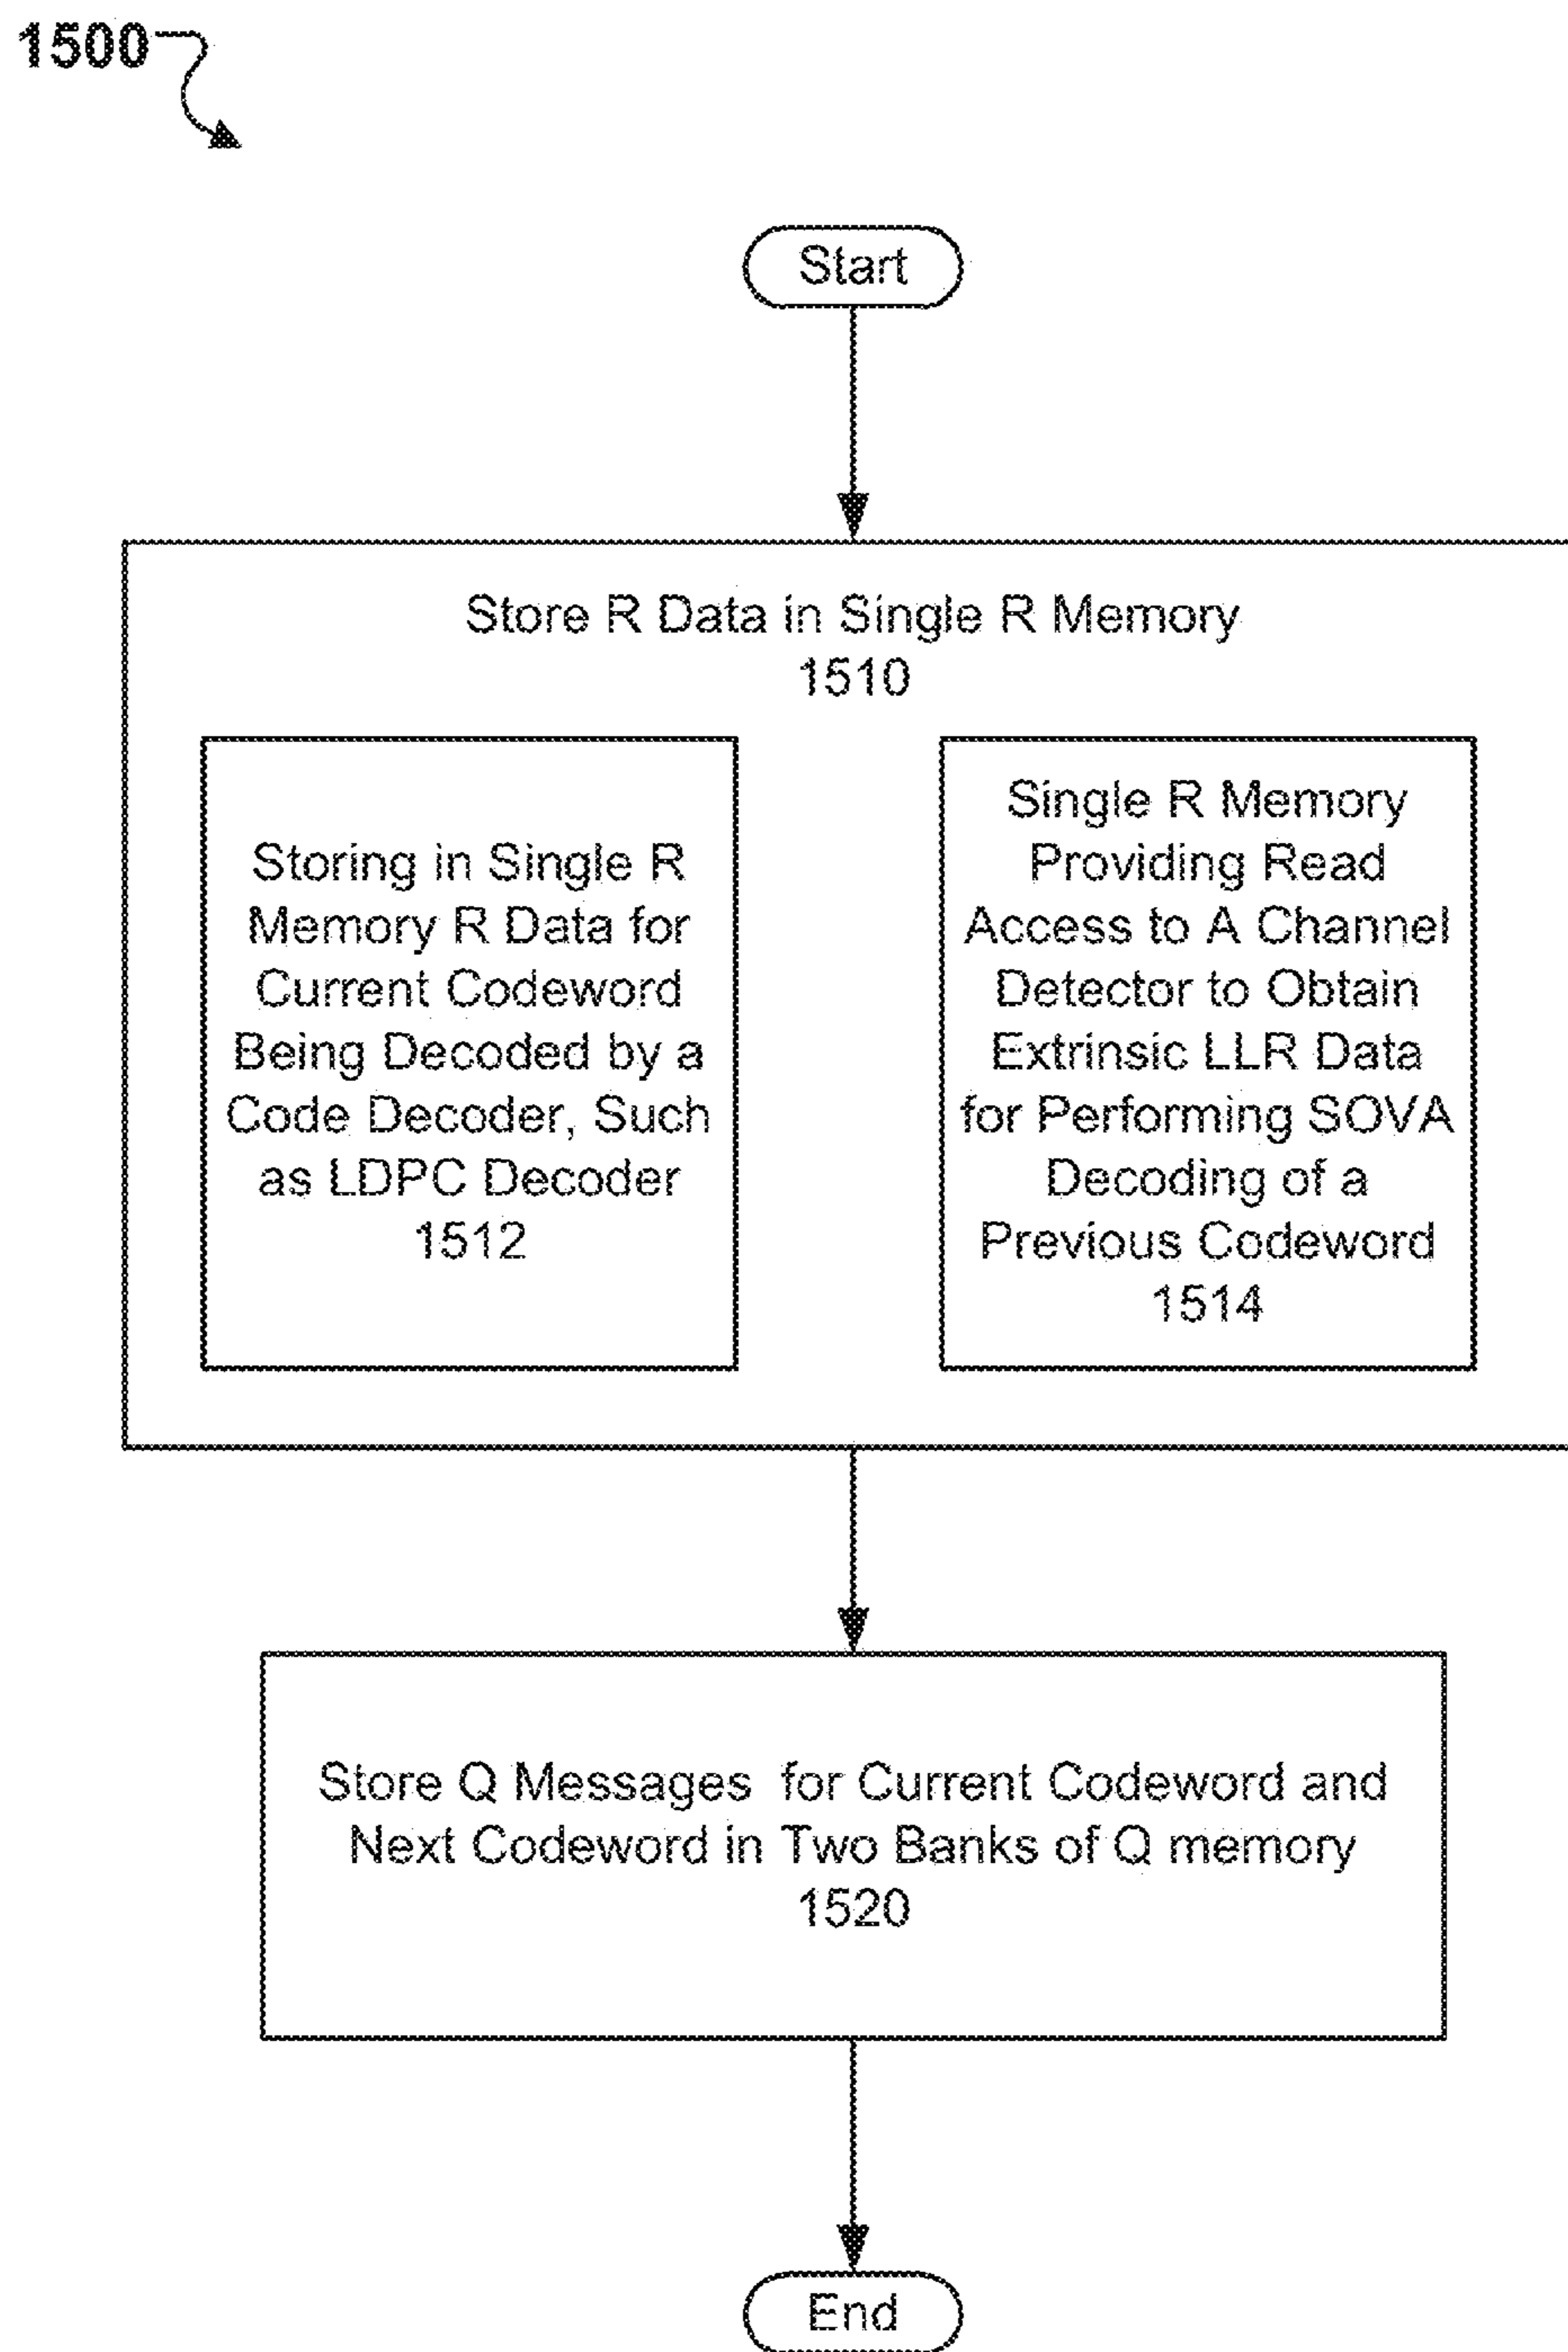 1500
Start
Store R Data in Single R Memory
1510
Storing in Single R
Memory R Data for
Current Codeword
Being Decoded by a
Code Decoder, Such
as LDPC Decoder
1512
Single R Memory
Providing Read
Access to A Channel
Detector to Obtain
Extrinsic LLR Data
for Performing SOVA
Decoding of a
Previous Codeword
1514
Store Q Messages for Current Codeword and
Next Codeword in Two Banks of Q memory
1520
End